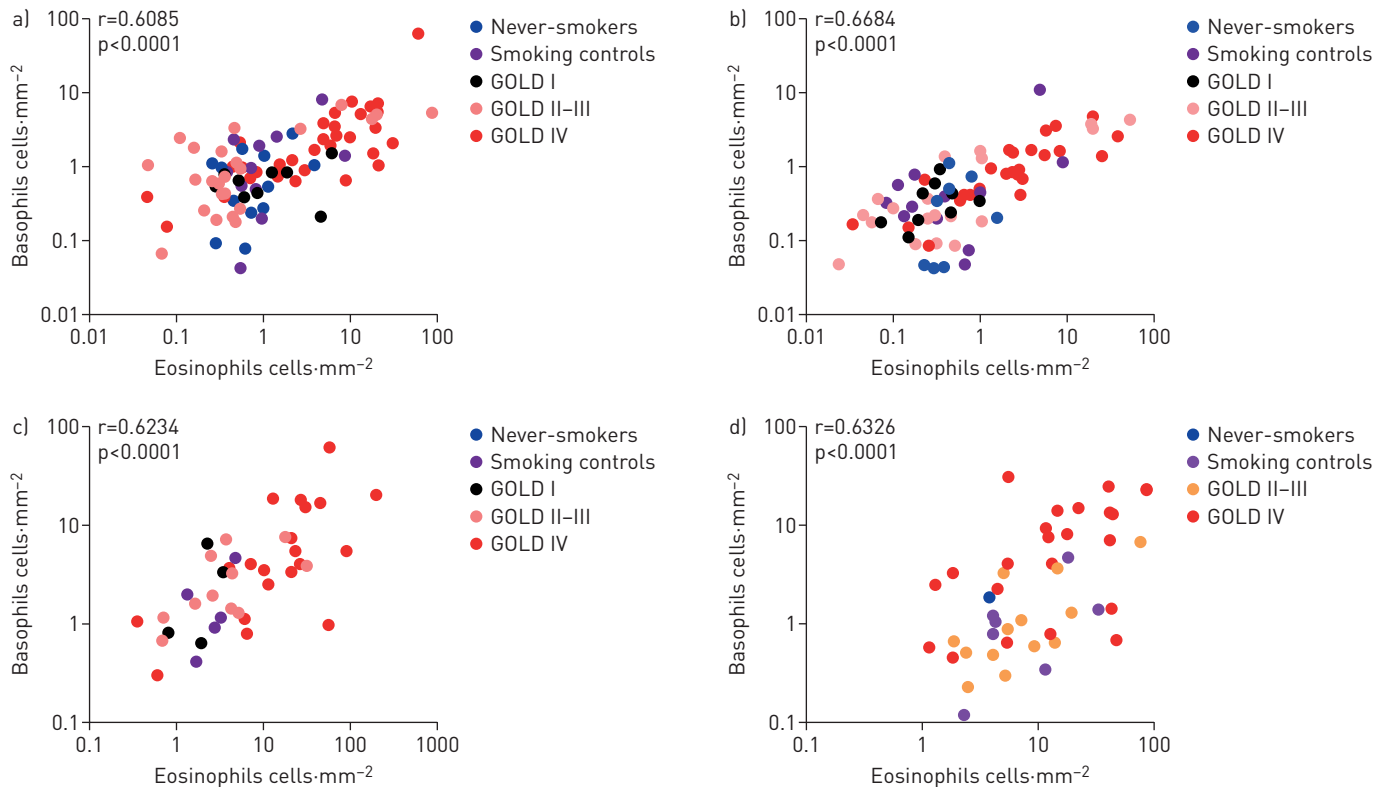 a)
r=0.6085
p<0.0001
100
10
1
0.1
0.01
Basophils cells·mm⁻²
0.01 0.1 1 10 100
Eosinophils cells·mm⁻²
Never-smokers
Smoking controls
GOLD I
GOLD II–III
GOLD IV
b)
r=0.6684
p<0.0001
100
10
1
0.1
0.01
Basophils cells·mm⁻²
0.01 0.1 1 10 100
Eosinophils cells·mm⁻²
Never-smokers
Smoking controls
GOLD I
GOLD II–III
GOLD IV
c)
r=0.6234
p<0.0001
100
10
1
0.1
Basophils cells·mm⁻²
0.1 1 10 100 1000
Eosinophils cells·mm⁻²
Never-smokers
Smoking controls
GOLD I
GOLD II–III
GOLD IV
d)
r=0.6326
p<0.0001
100
10
1
0.1
Basophils cells·mm⁻²
0.1 1 10 100
Eosinophils cells·mm⁻²
Never-smokers
Smoking controls
GOLD II–III
GOLD IV